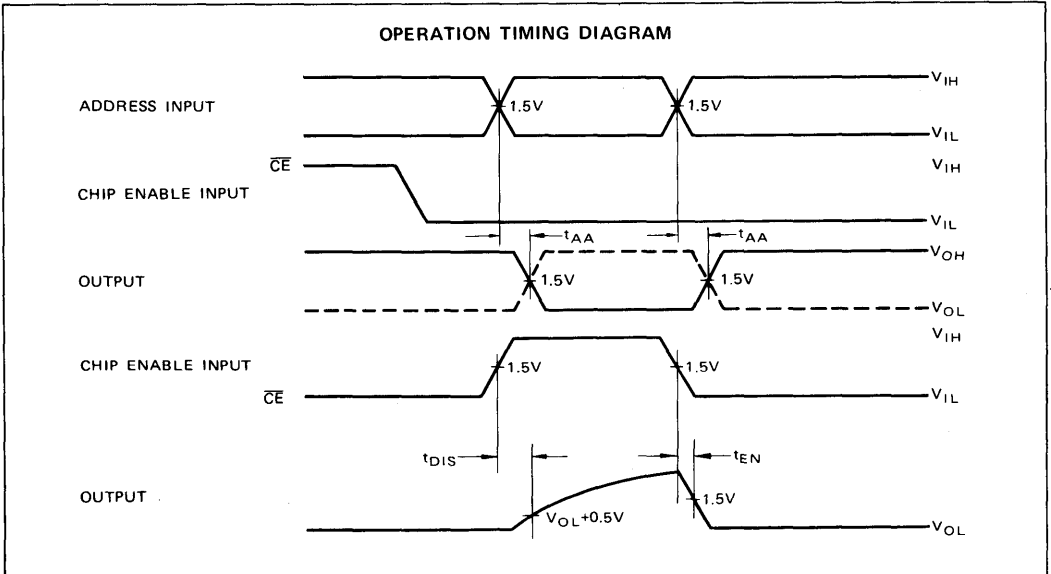 OPERATION TIMING DIAGRAM
VIH
ADDRESS INPUT
1.5V
1.5V
VIL
CE
VIH
CHIP ENABLE INPUT
VIL
tAA
tAA
VOH
OUTPUT
1.5V
1.5V
VOL
VIH
CHIP ENABLE INPUT
1.5V
1.5V
CE
VIL
tDIS
tEN
OUTPUT
1.5V
VOL+0.5V
VOL